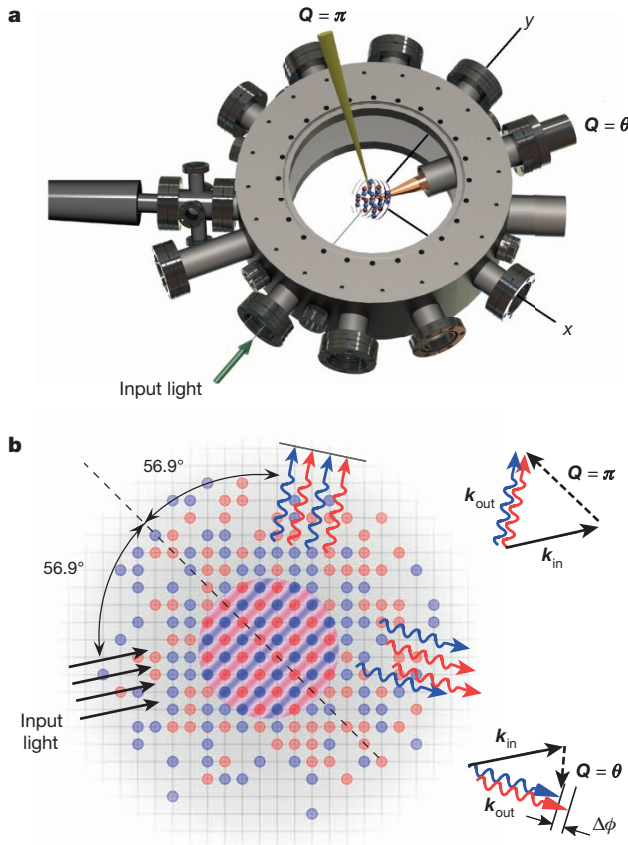 a
Q = π
y
Q = θ
x
Input light
b
56.9°
56.9°
Input
light
k_out
Q = π
k_in
k_in
Q = θ
k_out
Δϕ